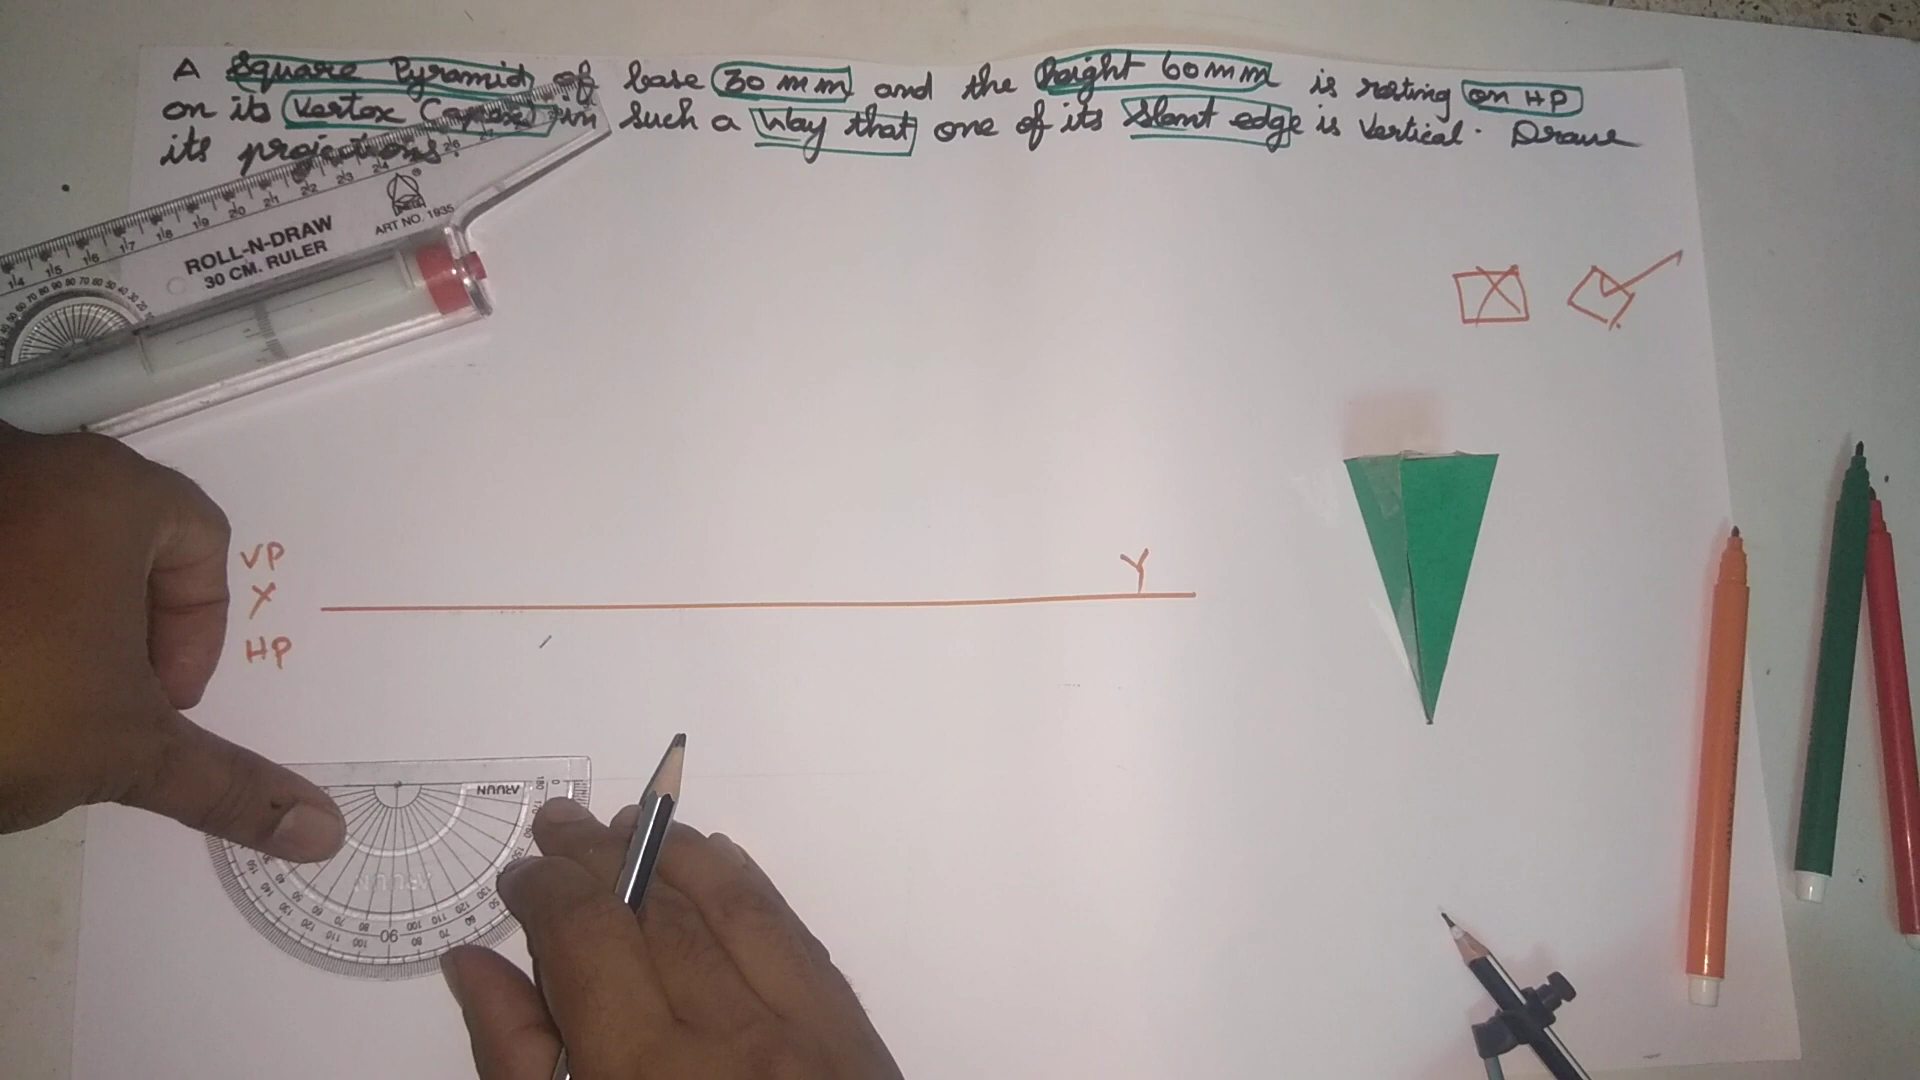 A Square Pyramid of base 30 mm and the height 60 mm is resting on HP
on its Vertex (apex) in such a way that one of its Slant edge is Vertical. Draw
its projections.
ROLL-N-DRAW
30 CM. RULER
ART NO. 1935
VP
X
HP
Y
ARUUN